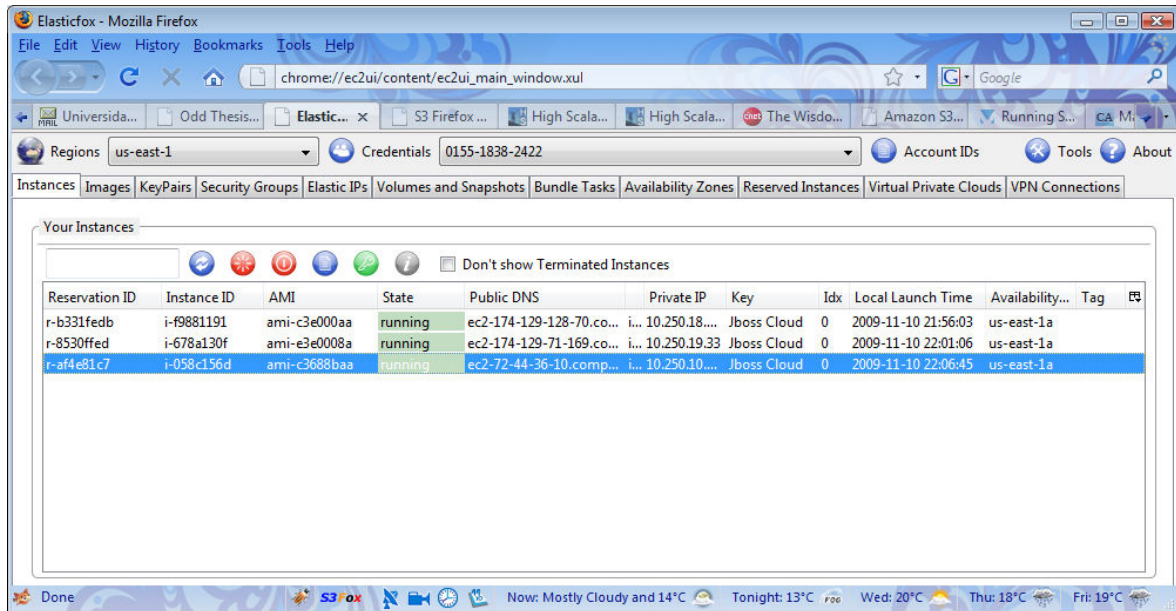 Elasticfox - Mozilla Firefox
File Edit View History Bookmarks Tools Help
chrome://ec2ui/content/ec2ui_main_window.xul G Google
MAIL Universida... Odd Thesis... Elastic... S3 Firefox ... High Scala... High Scala... cnet The Wisdo... Amazon S3... Running S... CA
Regions us-east-1 Credentials 0155-1838-2422 Account IDs Tools About
Instances Images KeyPairs Security Groups Elastic IPs Volumes and Snapshots Bundle Tasks Availability Zones Reserved Instances Virtual Private Clouds VPN Connections
Your Instances
Don't show Terminated Instances
Reservation ID Instance ID AMI State Public DNS Private IP Key Idx Local Launch Time Availability... Tag
r-b331fedb i-f9881191 ami-c3e000aa running ec2-174-129-128-70.co... i... 10.250.18.... Jboss Cloud 0 2009-11-10 21:56:03 us-east-1a
r-8530ffed i-678a130f ami-e3e0008a running ec2-174-129-71-169.co... i... 10.250.19.33 Jboss Cloud 0 2009-11-10 22:01:06 us-east-1a
r-af4e81c7 i-058c156d ami-c3688baa running ec2-72-44-36-10.comp... i... 10.250.10.... Jboss Cloud 0 2009-11-10 22:06:45 us-east-1a
Done S3Fox Now: Mostly Cloudy and 14°C Tonight: 13°C FOG Wed: 20°C Thu: 18°C Fri: 19°C